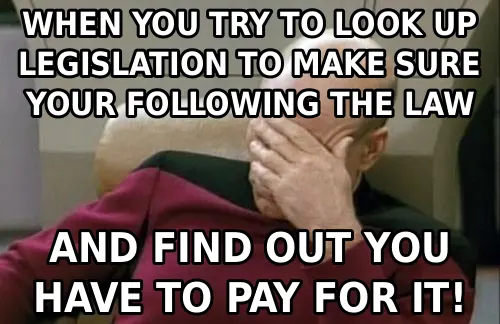 WHEN YOU TRY TO LOOK UP
LEGISLATION TO MAKE SURE
YOUR FOLLOWING THE LAW
AND FIND OUT YOU
HAVE TO PAY FOR IT!